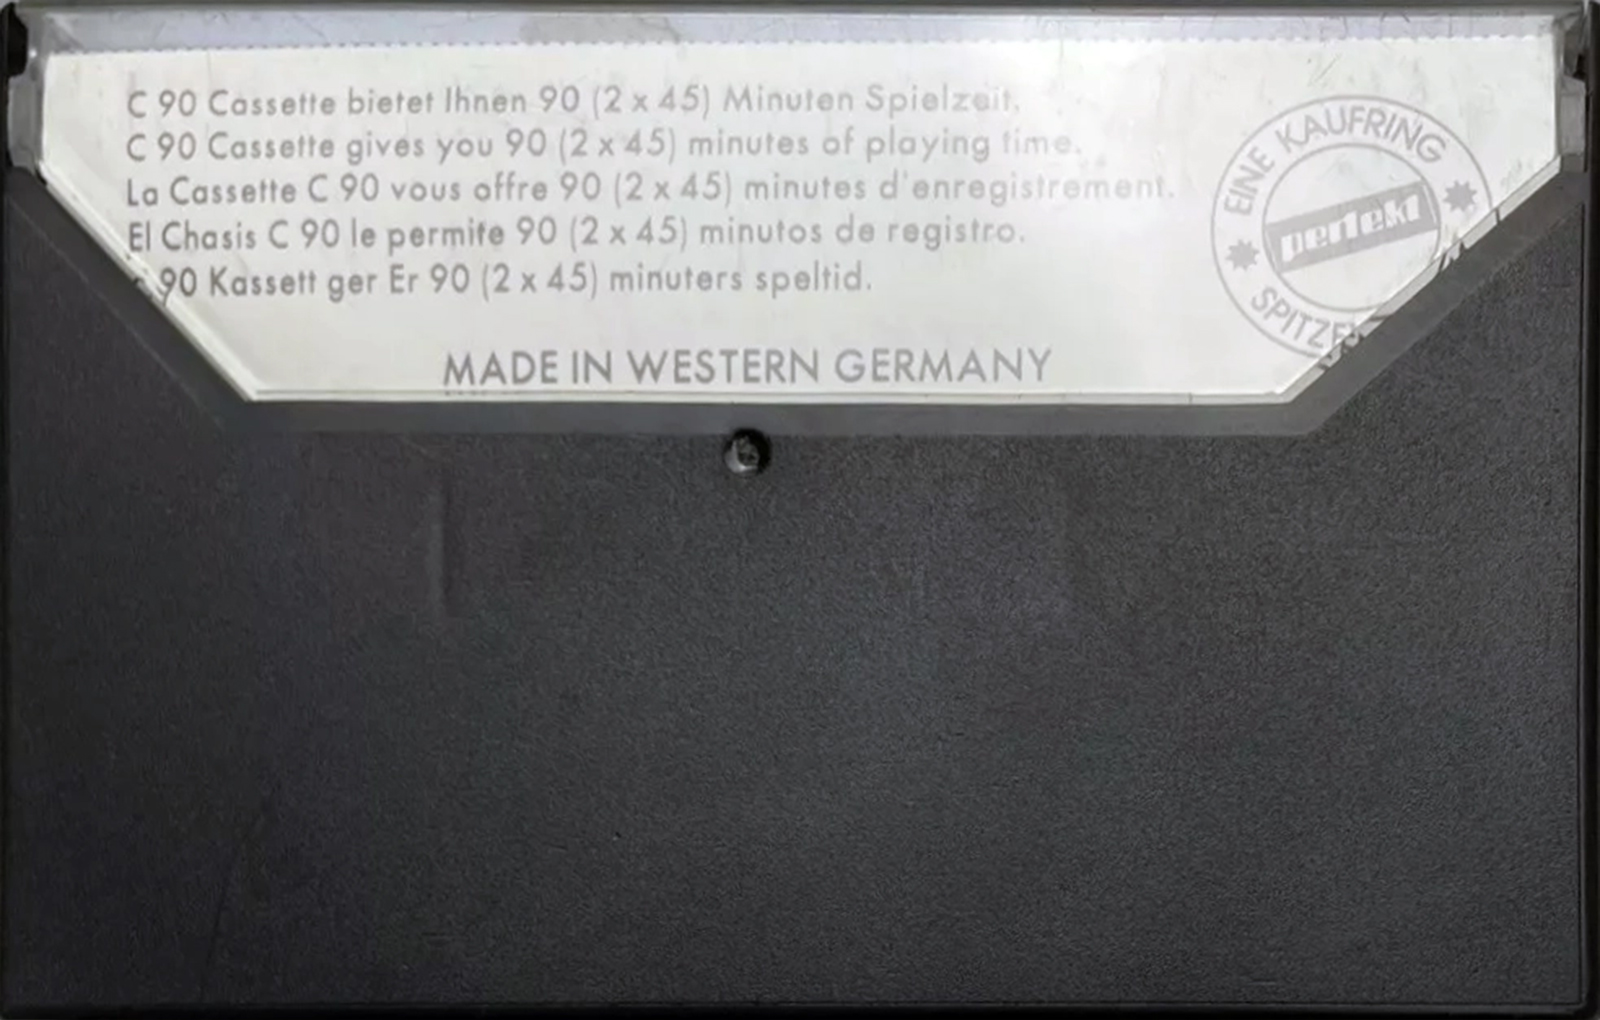 C 90 Cassette bietet Ihnen 90 (2 x 45) Minuten Spielzeit.
C 90 Cassette gives you 90 (2 x 45) minutes of playing time.
La Cassette C 90 vous offre 90 (2 x 45) minutes d'enregistrement.
El Chasis C 90 le permite 90 (2 x 45) minutos de registro.
90 Kassett ger Er 90 (2 x 45) minuters speltid.
MADE IN WESTERN GERMANY
EINE KAUFRING
perfekt